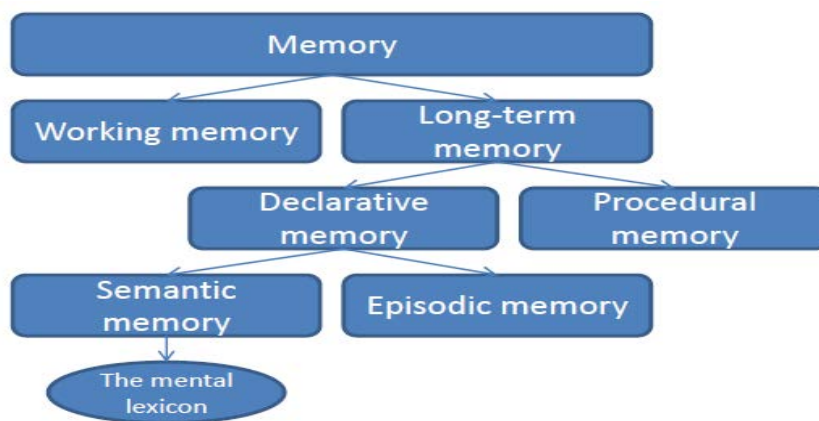 Memory
Working memory
Long-term
memory
Declarative
memory
Procedural
memory
Semantic
memory
Episodic memory
The mental
lexicon